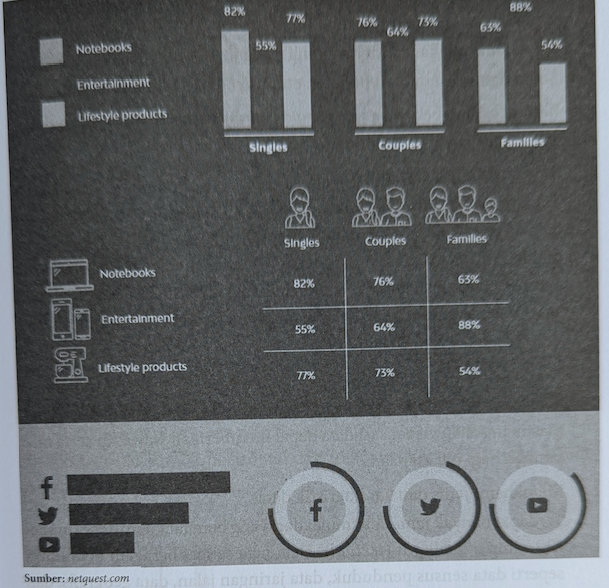 82%
55%
77%
76%
64%
73%
63%
88%
54%
Notebooks
Entertainment
Lifestyle products
Singles
Couples
Families
Singles
Couples
Families
Notebooks
82%
76%
63%
Entertainment
55%
64%
88%
Lifestyle products
77%
73%
54%
Sumber: netquest.com